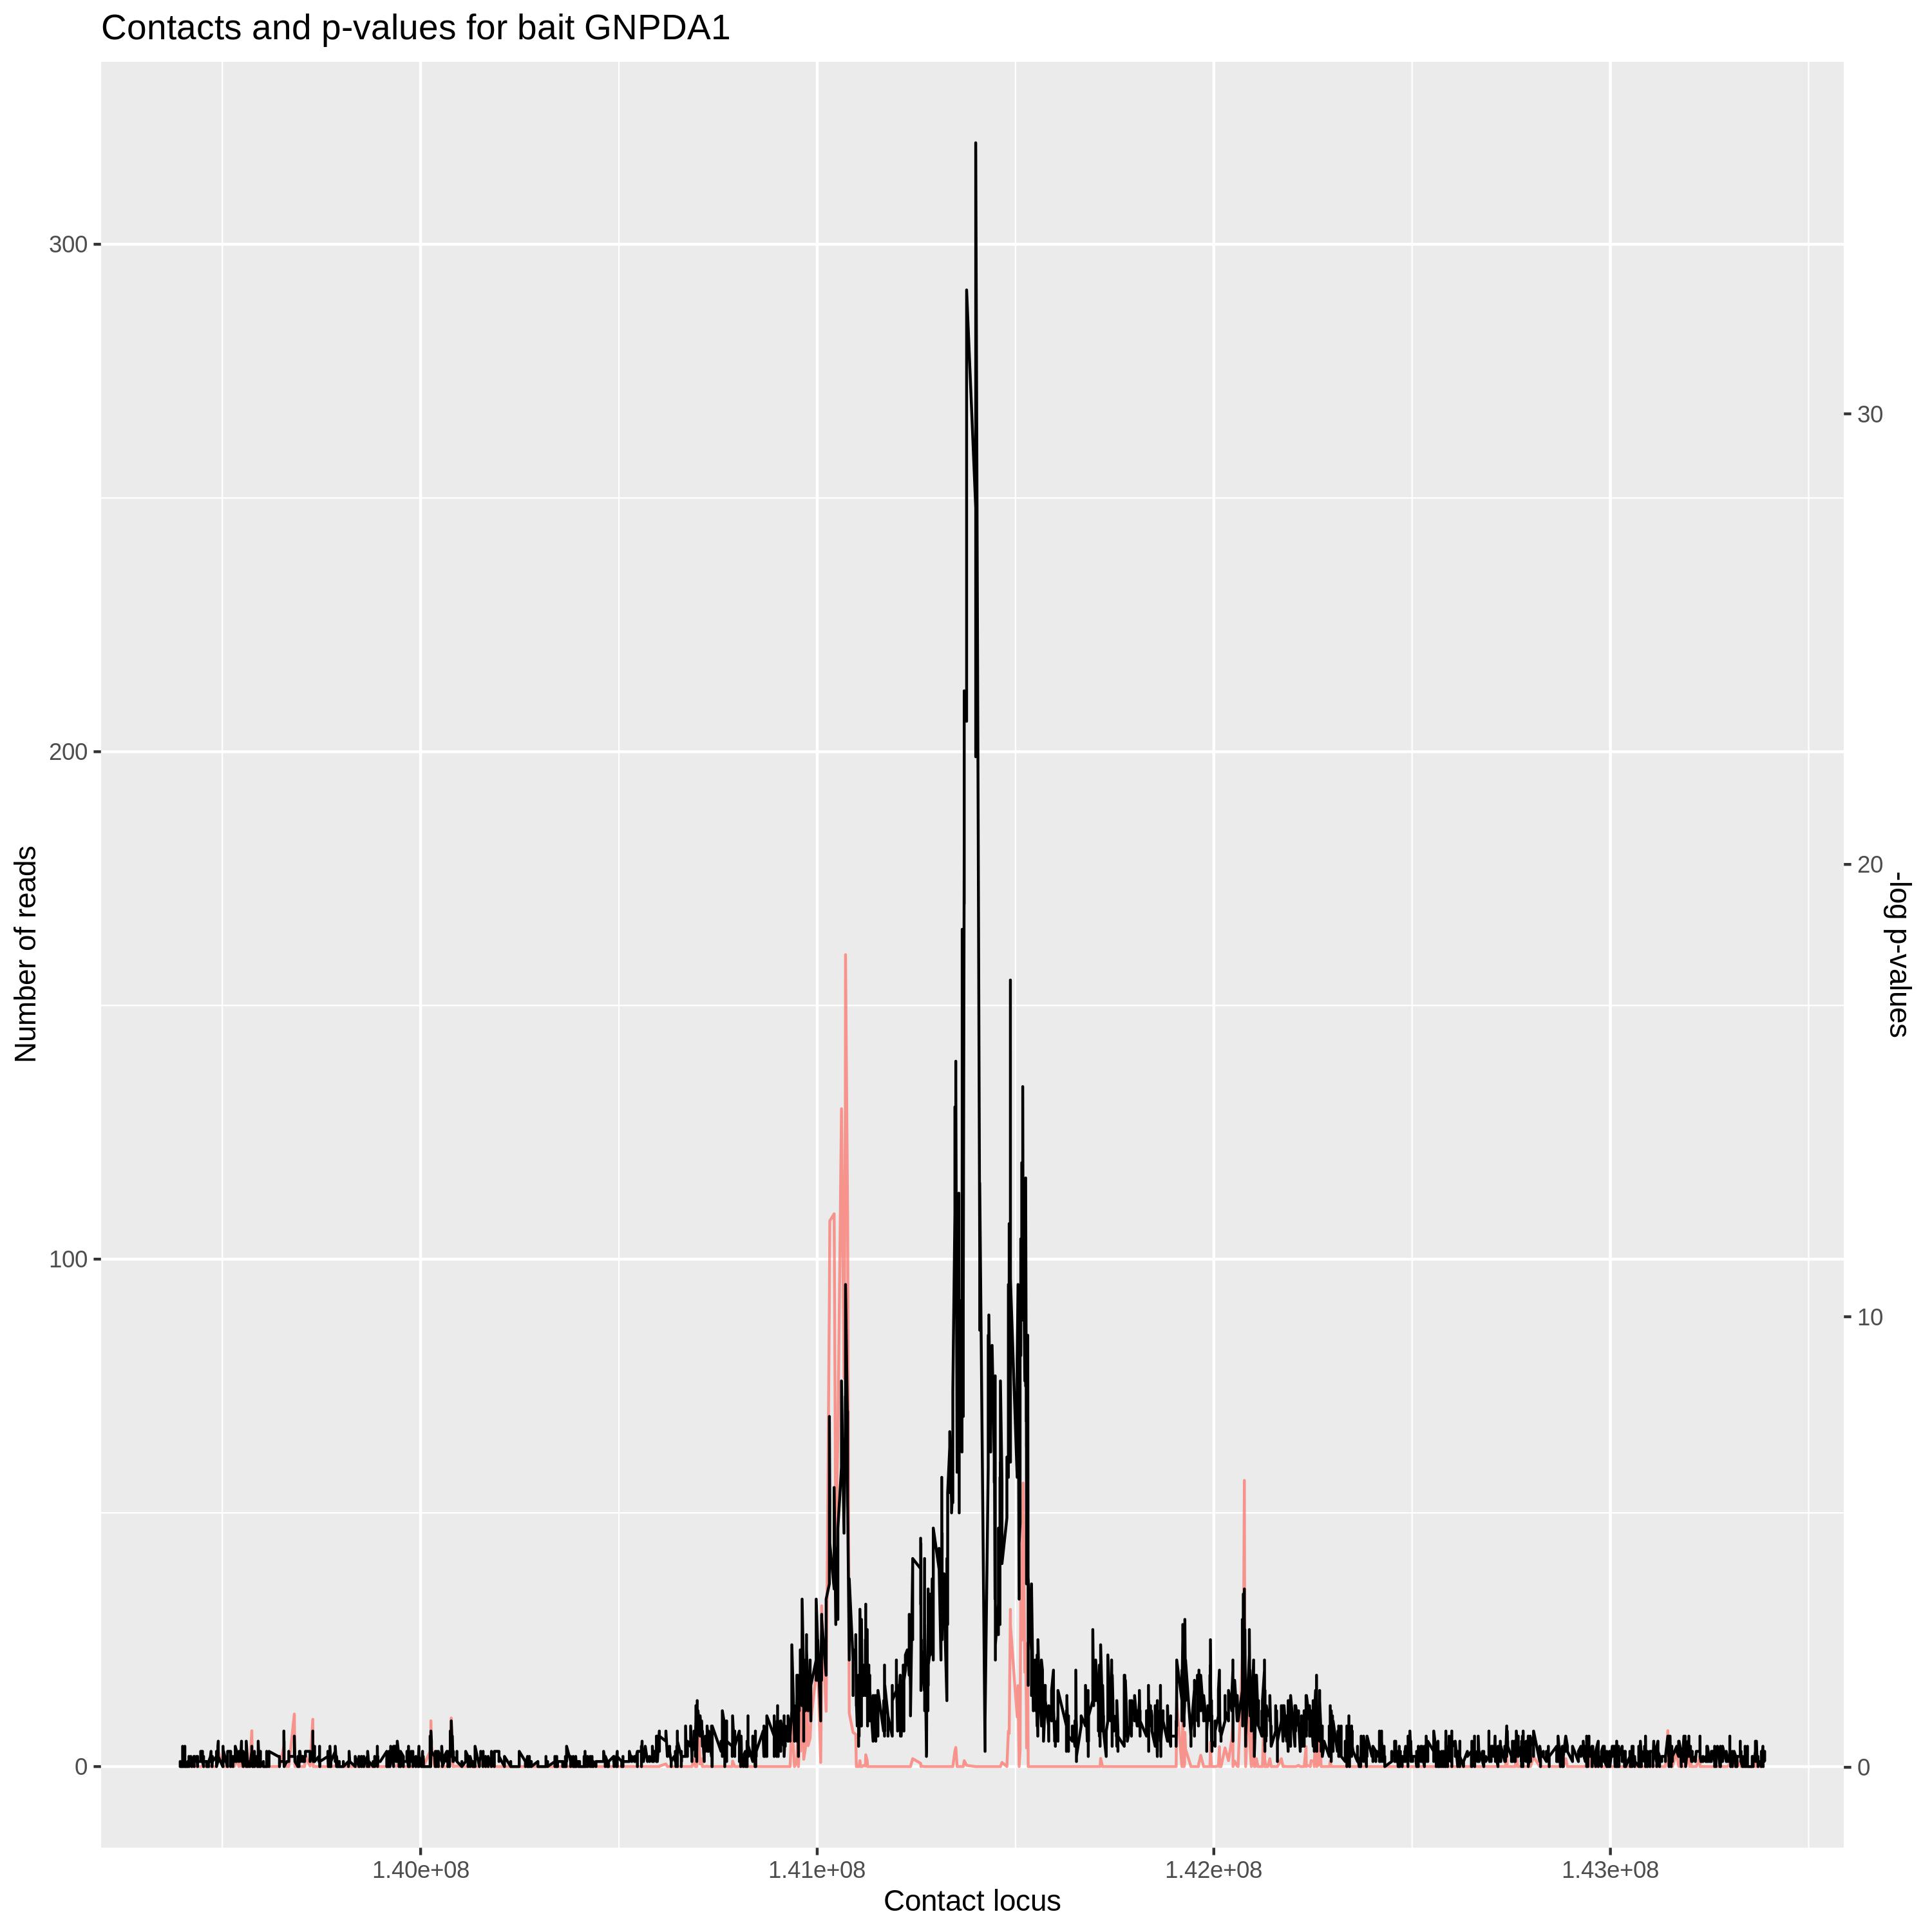 Contacts and p-values for bait GNPDA1
300
200
100
0
Number of reads
30
20
10
0
-log p-values
1.40e+08
1.41e+08
1.42e+08
1.43e+08
Contact locus